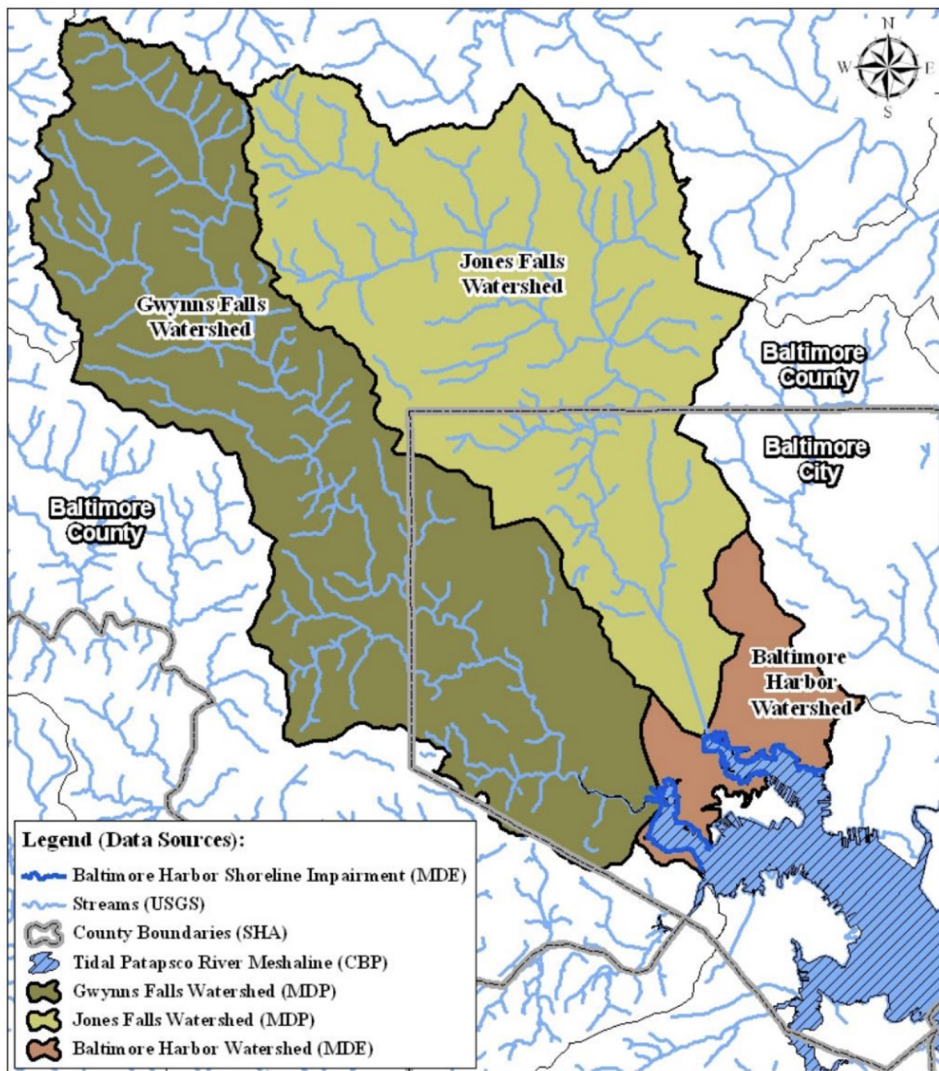 N
W E
S
Jones Falls
Watershed
Gwynns Falls
Watershed
Baltimore
County
Baltimore
City
Baltimore
County
Baltimore
Harbor
Watershed
Legend (Data Sources):
Baltimore Harbor Shoreline Impairment (MDE)
Streams (USGS)
County Boundaries (SHA)
Tidal Patapsco River Meshaline (CBP)
Gwynns Falls Watershed (MDP)
Jones Falls Watershed (MDP)
Baltimore Harbor Watershed (MDE)